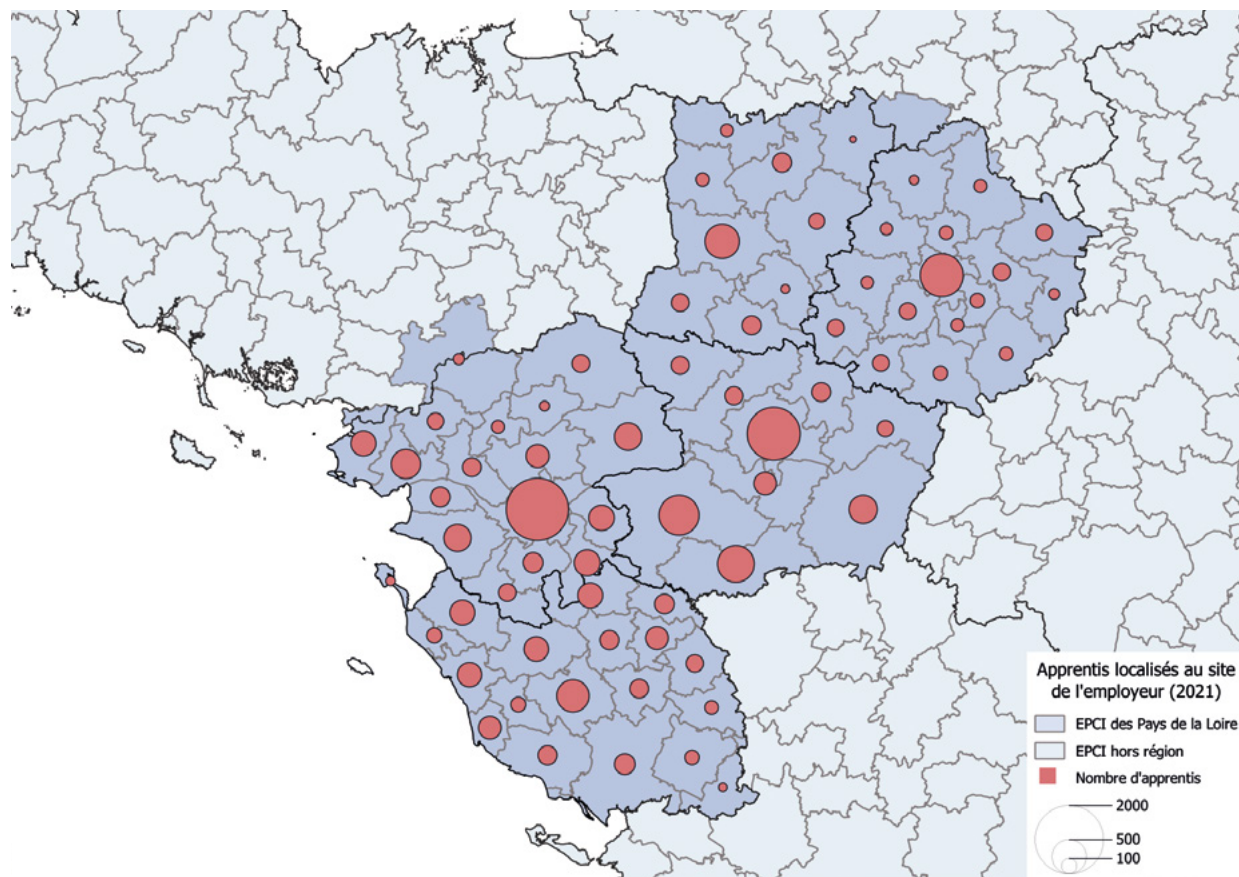 Apprentis localisés au site
de l'employeur (2021)
EPCI des Pays de la Loire
EPCI hors région
Nombre d'apprentis
2000
500
100